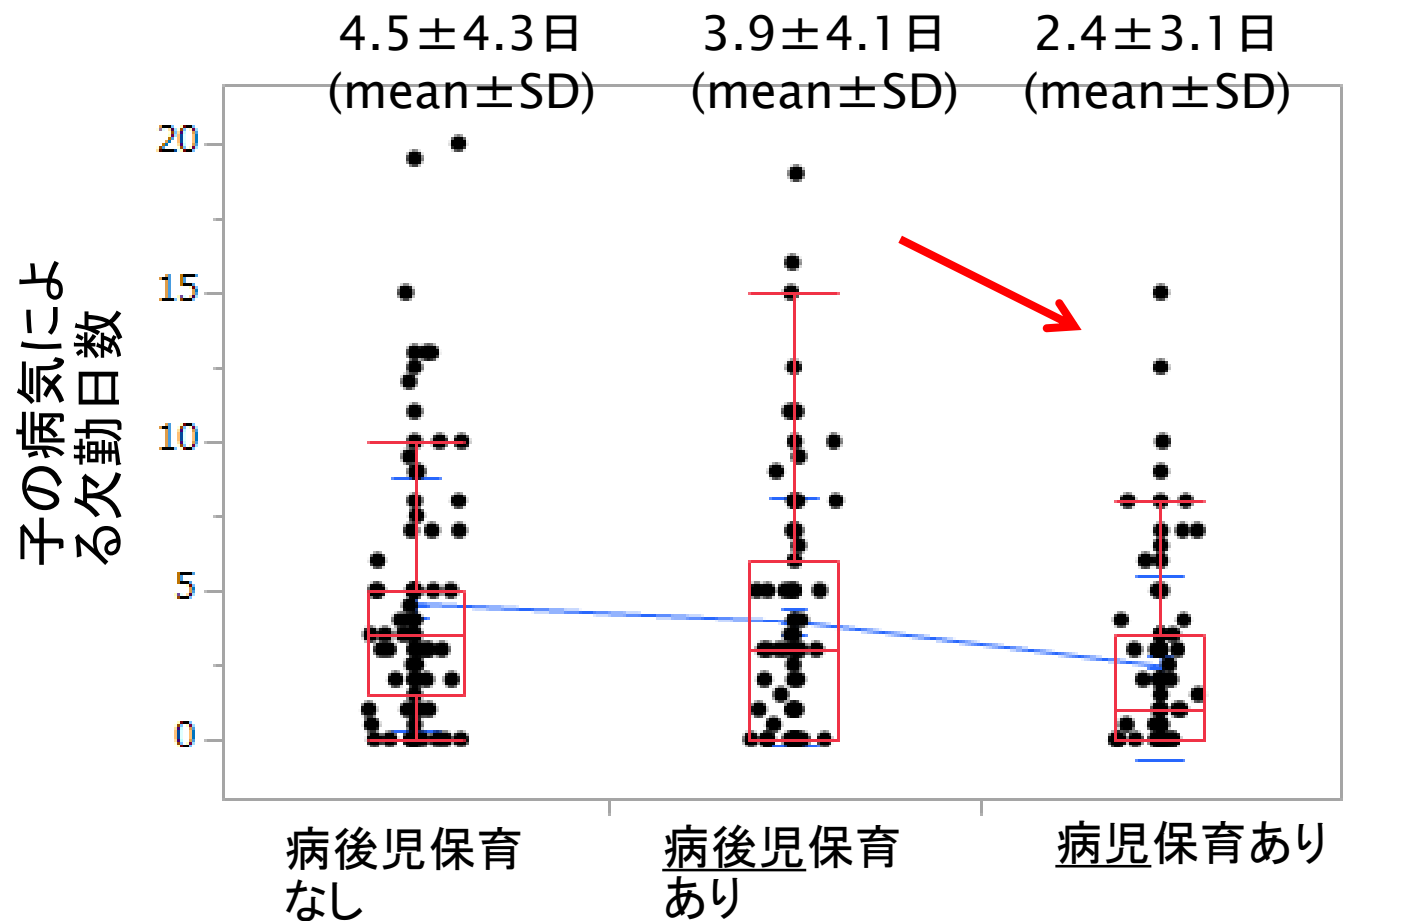 4.5±4.3日
(mean±SD)
3.9±4.1日
(mean±SD)
2.4±3.1日
(mean±SD)
子の病気によ
る欠勤日数
20
15
10
5
0
病後児保育
なし
病後児保育
あり
病児保育あり